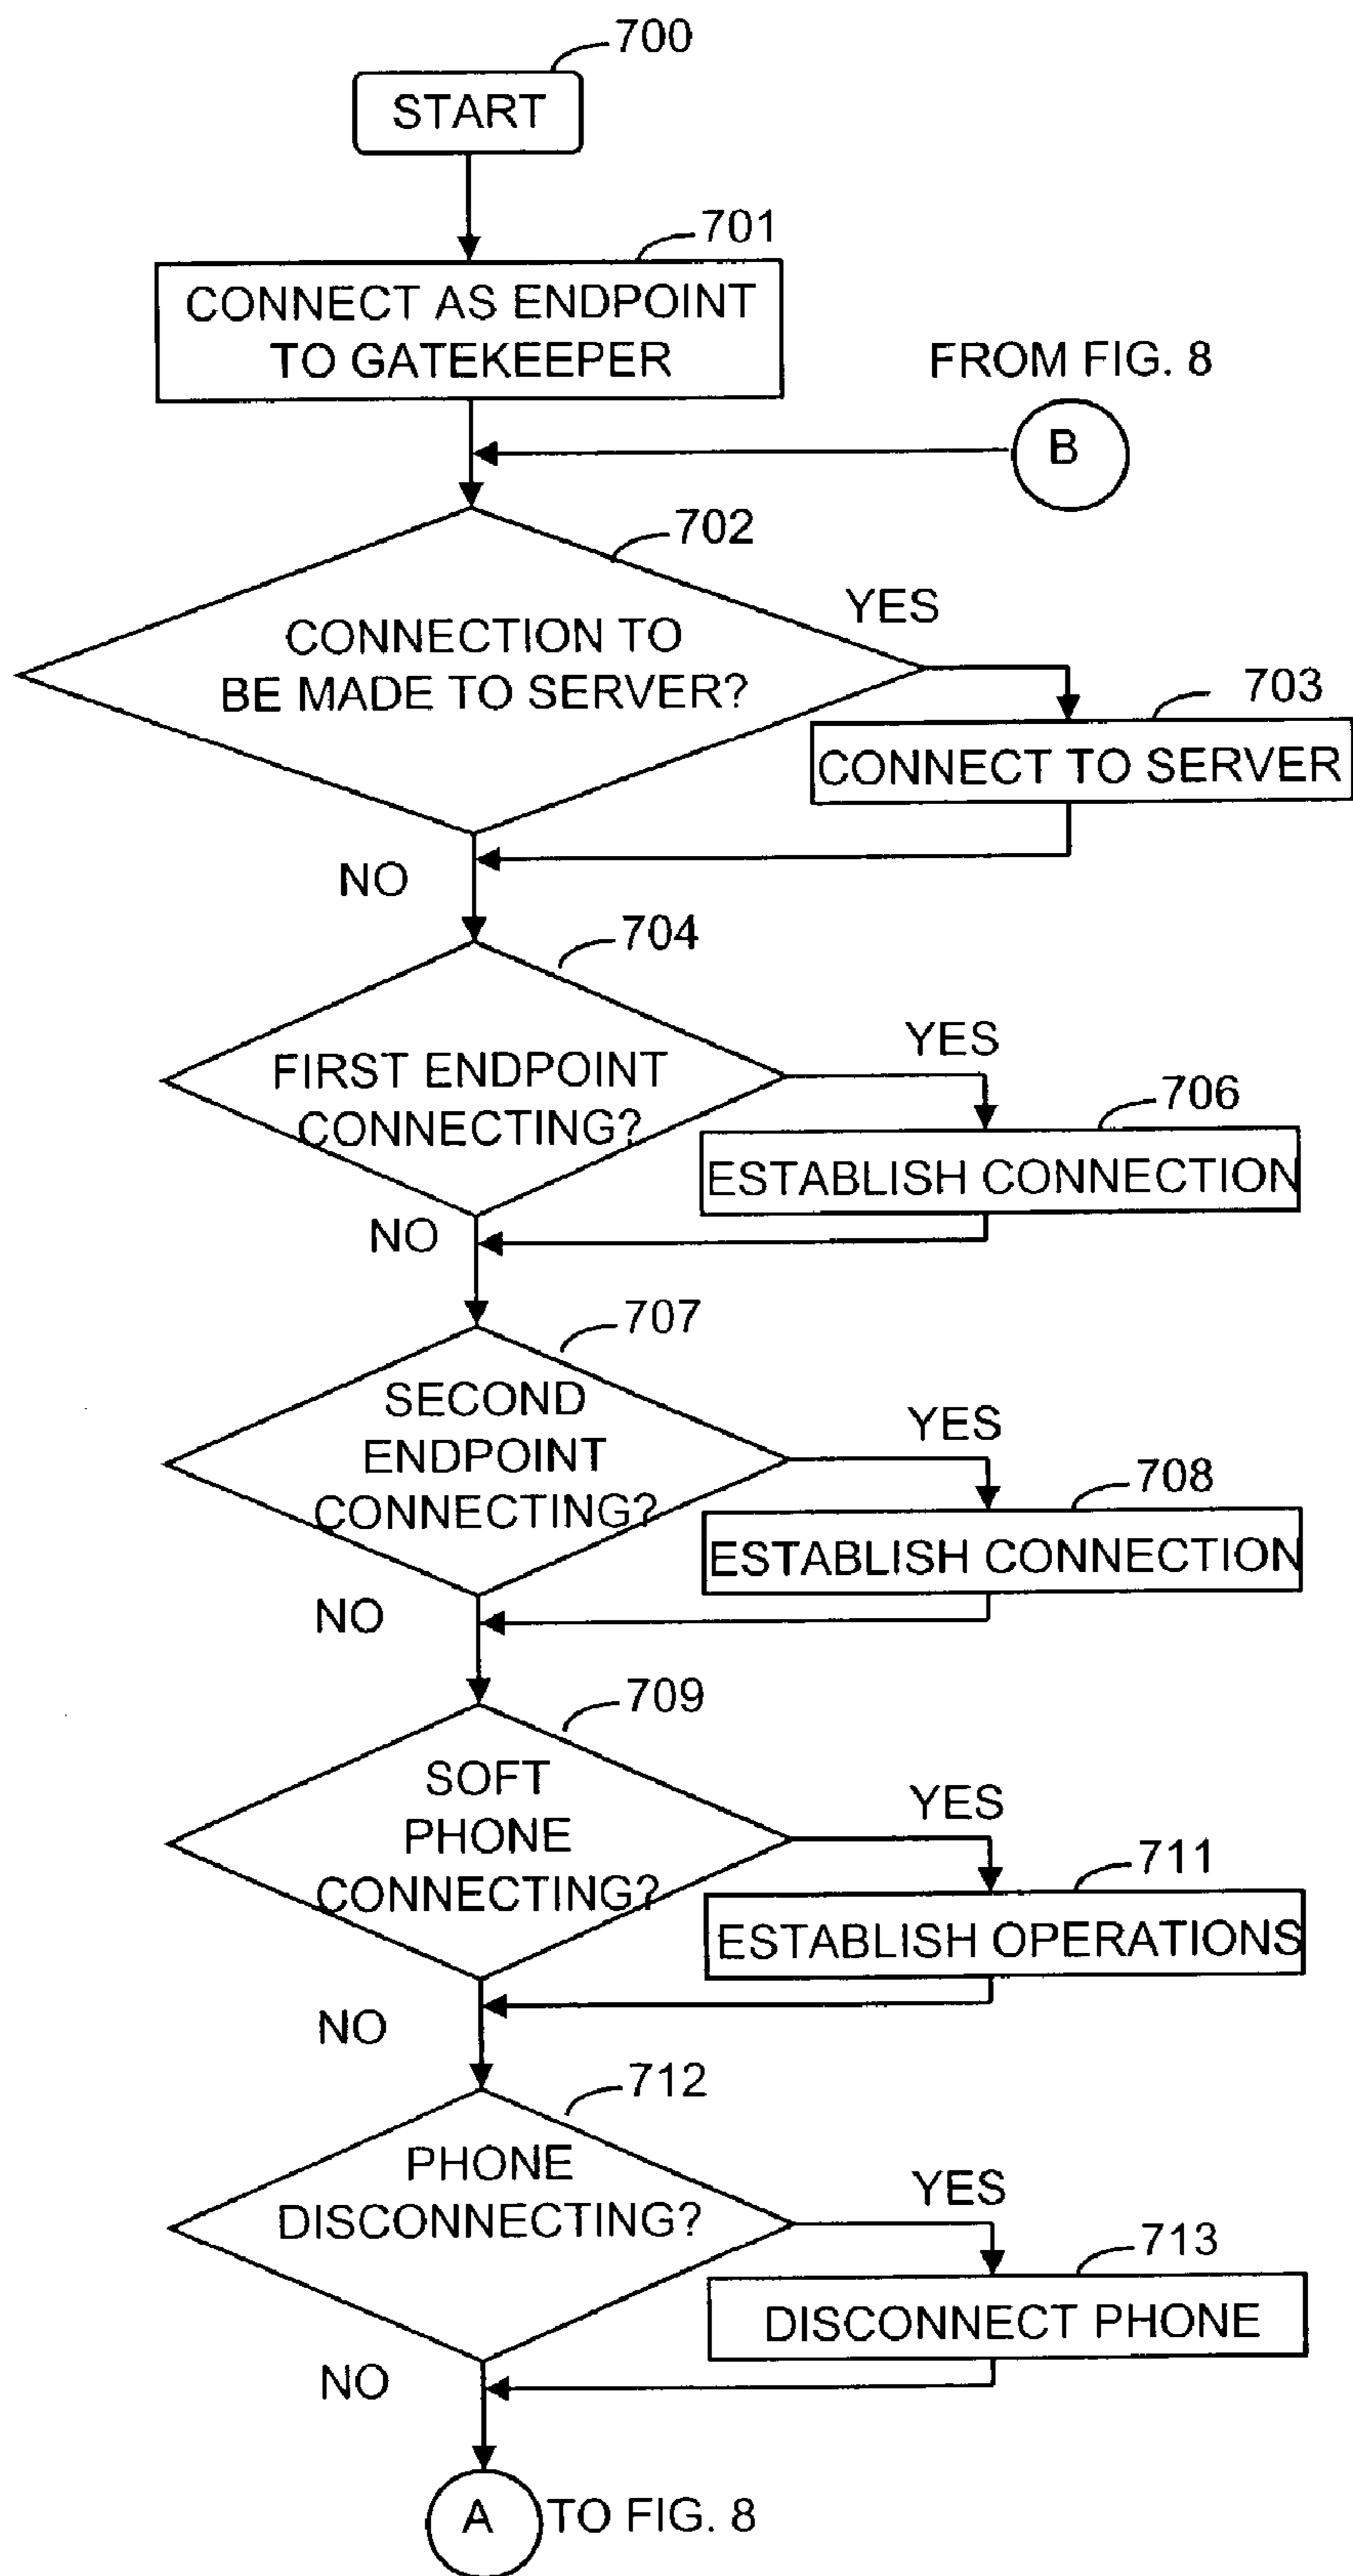 700
START
701
CONNECT AS ENDPOINT
TO GATEKEEPER
FROM FIG. 8
B
702
CONNECTION TO
BE MADE TO SERVER?
YES
703
CONNECT TO SERVER
NO
704
FIRST ENDPOINT
CONNECTING?
YES
706
ESTABLISH CONNECTION
NO
707
SECOND
ENDPOINT
CONNECTING?
YES
708
ESTABLISH CONNECTION
NO
709
SOFT
PHONE
CONNECTING?
YES
711
ESTABLISH OPERATIONS
NO
712
PHONE
DISCONNECTING?
YES
713
DISCONNECT PHONE
NO
A
TO FIG. 8